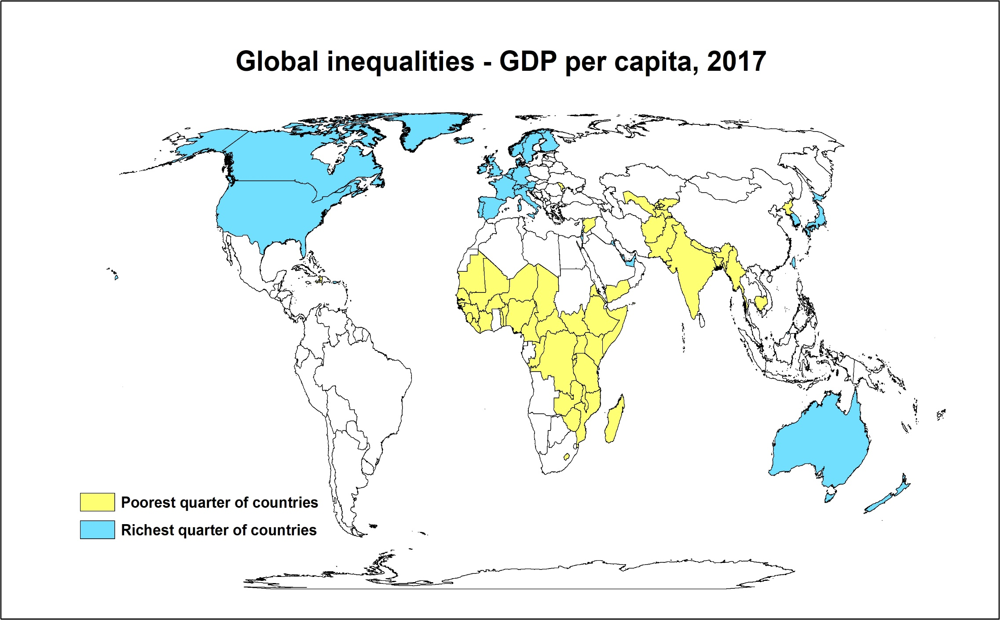 Global inequalities - GDP per capita, 2017
Poorest quarter of countries
Richest quarter of countries